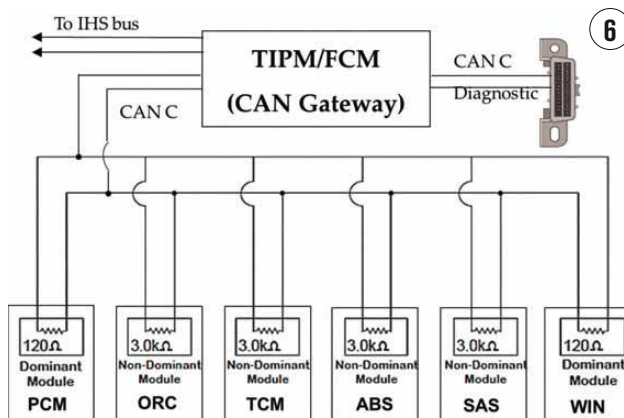 To IHS bus
6
TIPM/FCM
(CAN Gateway)
CAN C
Diagnostic
CAN C
120Ω
Dominant
Module
PCM
3.0kΩ
Non-Dominant
Module
ORC
3.0kΩ
Non-Dominant
Module
TCM
3.0kΩ
Non-Dominant
Module
ABS
3.0kΩ
Non-Dominant
Module
SAS
120Ω
Dominant
Module
WIN